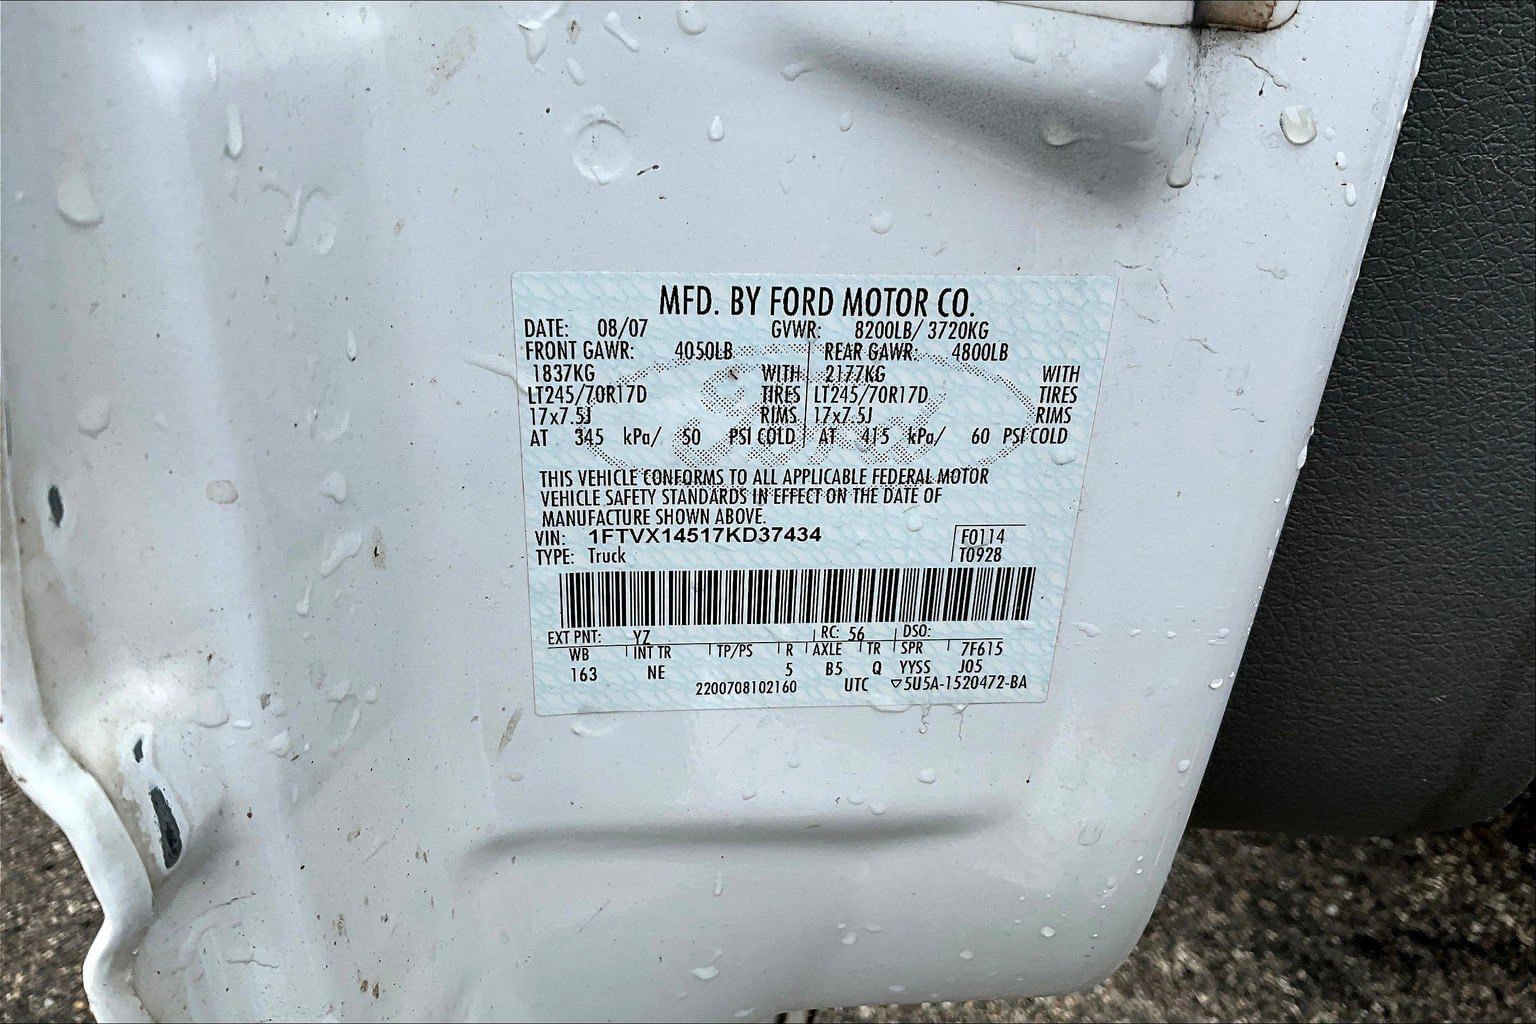 MFD. BY FORD MOTOR CO.
DATE: 08/07 GVWR: 8200LB/ 3720KG
FRONT GAWR: 4050LB REAR GAWR: 4800LB
1837KG WITH 2177KG WITH
LT245/70R17D TIRES LT245/70R17D TIRES
17x7.5J RIMS 17x7.5J RIMS
AT 345 kPa/ 50 PSI COLD AT 415 kPa/ 60 PSI COLD
THIS VEHICLE CONFORMS TO ALL APPLICABLE FEDERAL MOTOR
VEHICLE SAFETY STANDARDS IN EFFECT ON THE DATE OF
MANUFACTURE SHOWN ABOVE.
VIN: 1FTVX14517KD37434 F0114
TYPE: Truck T0928
EXT PNT: YZ RC: 56 DSO:
WB INT TR TP/PS R AXLE TR SPR 7F615
163 NE 5 B5 Q YYSS J05
2200708102160 UTC ▽5U5A-1520472-BA